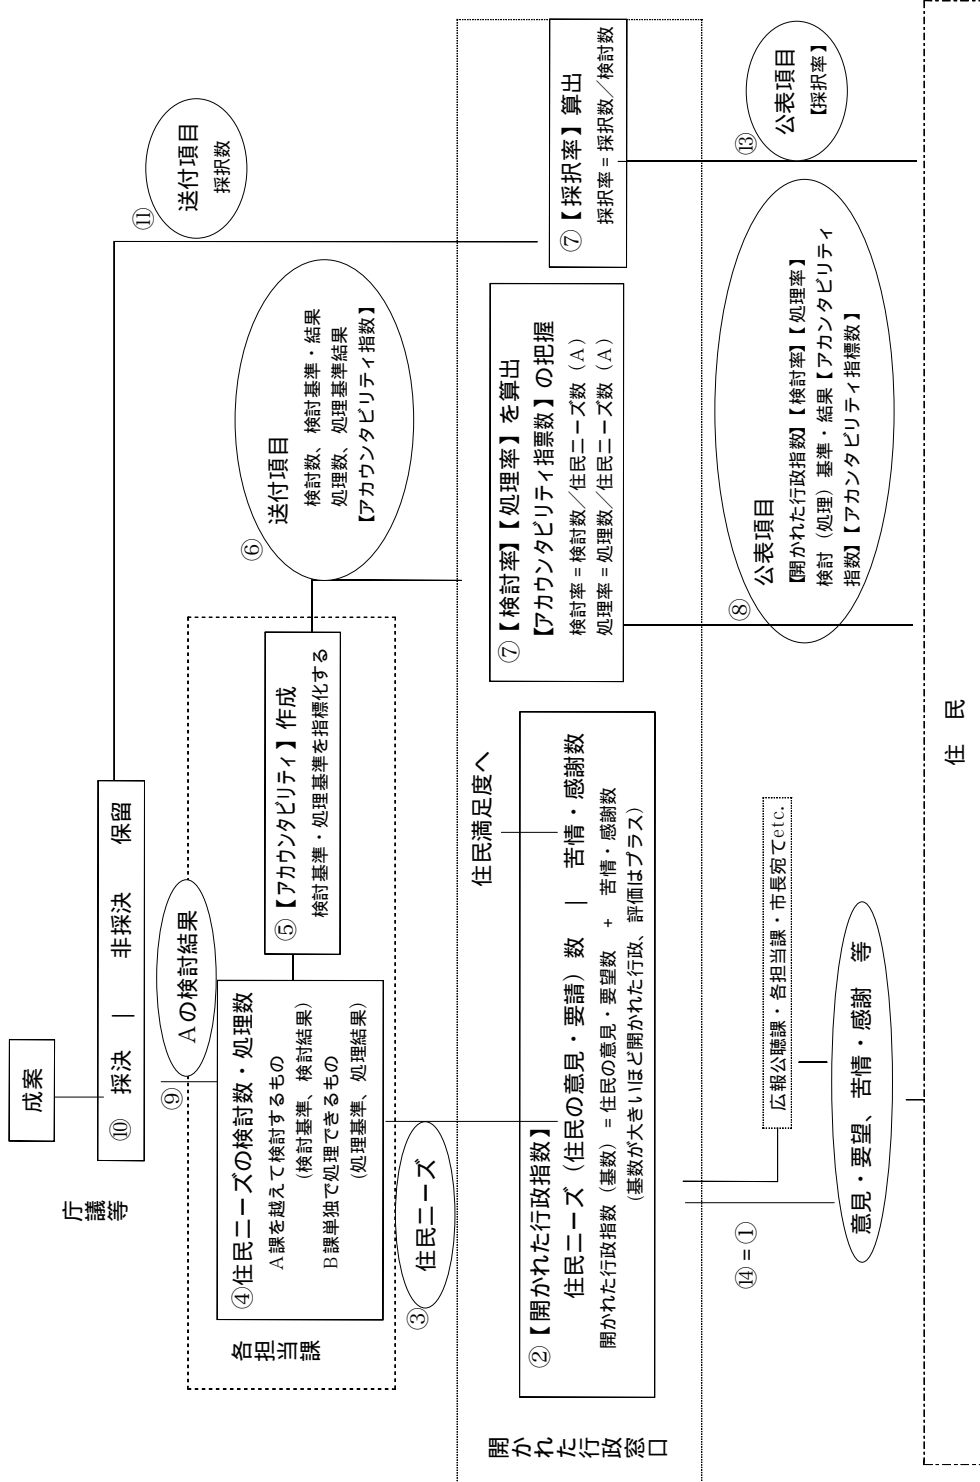 成案
庁議等
⑩ 採決 | 非採決 保留
⑪
送付項目
採択数
⑨
Aの検討結果
各担当課
④住民ニーズの検討数・処理数
A課を越えて検討するもの
(検討基準、検討結果)
B課単独で処理できるもの
(処理基準、処理結果)
⑤【アカウンタビリティ】作成
検討基準・処理基準を指標化する
⑥
送付項目
検討数、検討基準・結果
処理数、処理基準結果
【アカウンタビリティ指数】
③
住民ニーズ
開かれた行政窓口
住民満足度へ
②【開かれた行政指数】
住民ニーズ(住民の意見・要請)数 | 苦情・感謝数
開かれた行政指数(基数)=住民の意見・要望数 + 苦情・感謝数
(基数が大きいほど開かれた行政、評価はプラス)
⑦【検討率】【処理率】を算出
【アカウンタビリティ指票数】の把握
検討率=検討数/住民ニーズ数(A)
処理率=処理数/住民ニーズ数(A)
⑦【採択率】算出
採択率=採択数/検討数
⑭=①
広報公聴課・各担当課・市長宛てetc.
意見・要望、苦情・感謝 等
⑧
公表項目
【開かれた行政指数】【検討率】【処理率】
検討(処理)基準・結果【アカンタビリティ
指数】【アカンタビリティ指標数】
⑬
公表項目
【採択率】
住 民